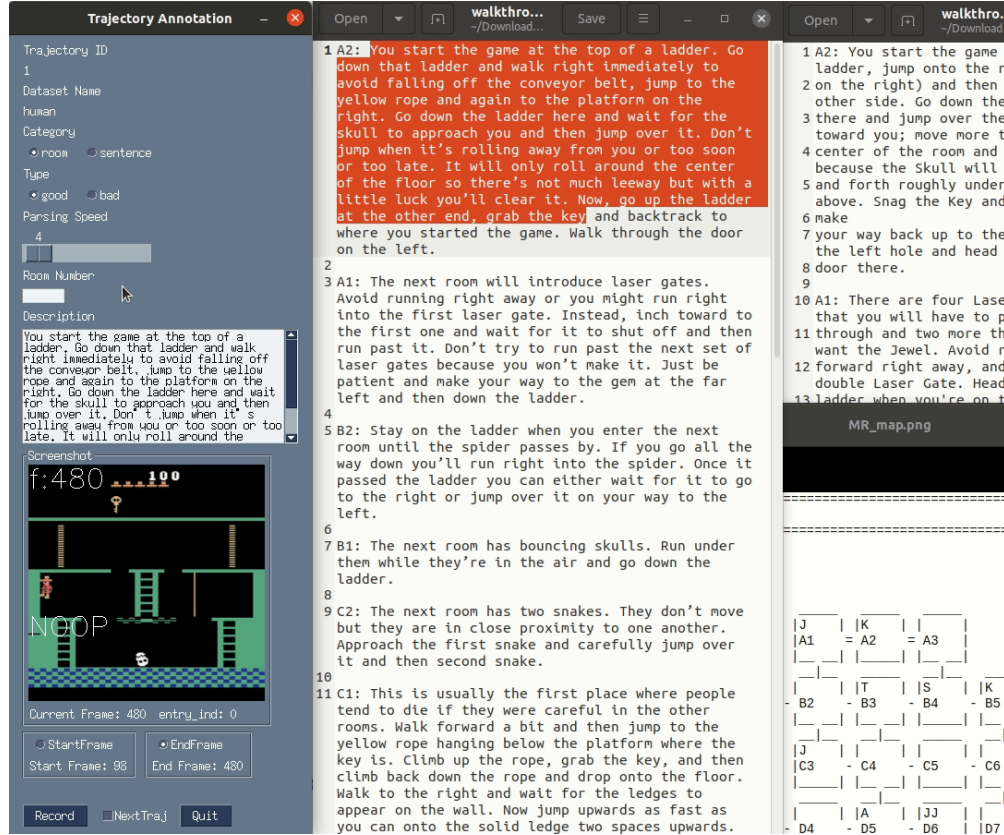 Trajectory Annotation
Trajectory ID
1
Dataset Name
human
Category
room sentence
Type
good bad
Parsing Speed
4
Room Number
Description
You start the game at the top of a
ladder. Go down that ladder and walk
right immediately to avoid falling off
the conveyor belt, jump to the yellow
rope and again to the platform on the
right. Go down the ladder here and wait
for the skull to approach you and then
jump over it. Don't jump when it's
rolling away from you or too soon or too
late. It will only roll around the
Screenshot
f:480
100
NOOP
Current Frame: 480 entry_ind: 0
StartFrame
Start Frame: 98
EndFrame
End Frame: 480
Record NextTraj Quit
Open walkthro... Save
~/Download...
1 A2: You start the game at the top of a ladder. Go
down that ladder and walk right immediately to
avoid falling off the conveyor belt, jump to the
yellow rope and again to the platform on the
right. Go down the ladder here and wait for the
skull to approach you and then jump over it. Don't
jump when it's rolling away from you or too soon
or too late. It will only roll around the center
of the floor so there's not much leeway but with a
little luck you'll clear it. Now, go up the ladder
at the other end, grab the key and backtrack to
where you started the game. Walk through the door
on the left.
2
3 A1: The next room will introduce laser gates.
Avoid running right away or you might run right
into the first laser gate. Instead, inch toward to
the first one and wait for it to shut off and then
run past it. Don't try to run past the next set of
laser gates because you won't make it. Just be
patient and make your way to the gem at the far
left and then down the ladder.
4
5 B2: Stay on the ladder when you enter the next
room until the spider passes by. If you go all the
way down you'll run right into the spider. Once it
passed the ladder you can either wait for it to go
to the right or jump over it on your way to the
left.
6
7 B1: The next room has bouncing skulls. Run under
them while they're in the air and go down the
ladder.
8
9 C2: The next room has two snakes. They don't move
but they are in close proximity to one another.
Approach the first snake and carefully jump over
it and then second snake.
10
11 C1: This is usually the first place where people
tend to die if they were careful in the other
rooms. Walk forward a bit and then jump to the
yellow rope hanging below the platform where the
key is. Climb up the rope, grab the key, and then
climb back down the rope and drop onto the floor.
Walk to the right and wait for the ledges to
appear on the wall. Now jump upwards as fast as
you can onto the solid ledge two spaces upwards.
Open walkthro
~/Download
1 A2: You start the game
ladder, jump onto the r
2 on the right) and then
other side. Go down the
3 there and jump over the
toward you; move more t
4 center of the room and
because the Skull will
5 and forth roughly under
above. Snag the Key and
6 make
7 your way back up to the
the left hole and head
8 door there.
9
10 A1: There are four Lase
that you will have to p
11 through and two more th
want the Jewel. Avoid r
12 forward right away, and
double Laser Gate. Head
13 ladder when you're on t
MR_map.png
J K
A1 = A2 = A3
T S K
B2 - B3 - B4 - B5
J
C3 - C4 - C5 - C6
A JJ
D4 - D5 - D6 D7